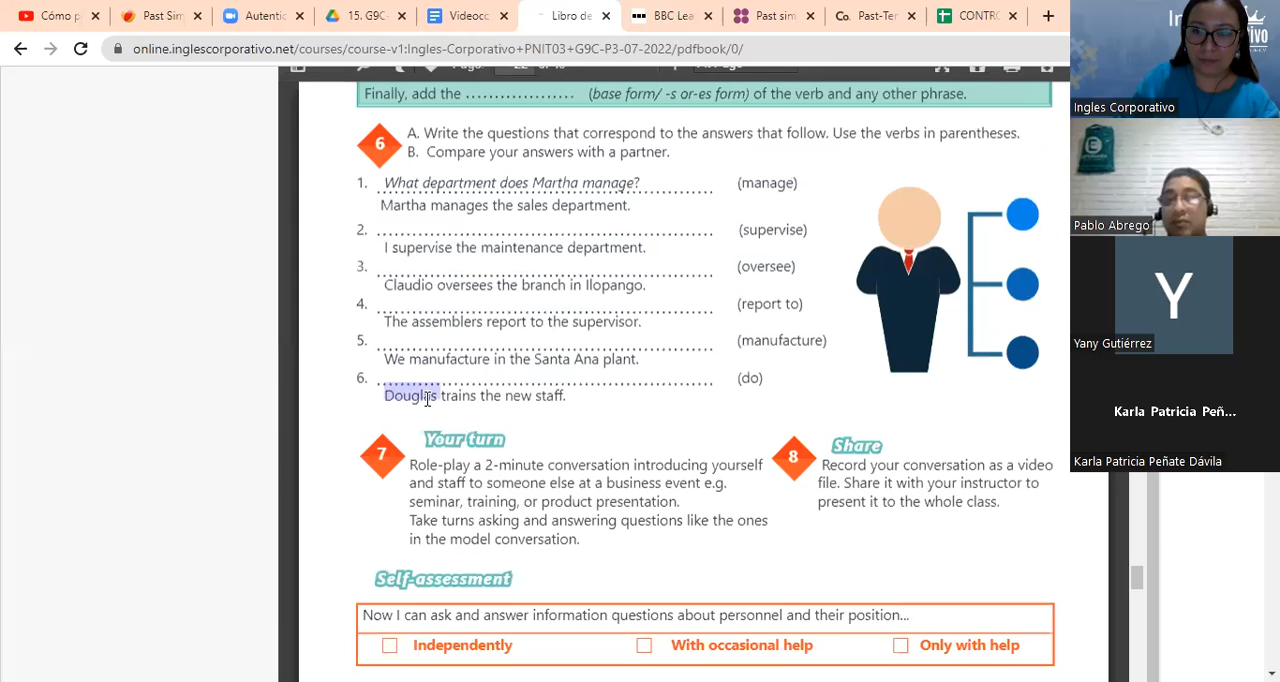 Cómo p
Past Sim
Autentic
15. G9C-
Videocc
Libro de
BBC Lea
Past sim
Past-Ter
CONTRO
online.inglescorporativo.net/courses/course-v1:Ingles-Corporativo+PNIT03+G9C-P3-07-2022/pdfbook/0/
Finally, add the ................... (base form/ -s or-es form) of the verb and any other phrase.
6
A. Write the questions that correspond to the answers that follow. Use the verbs in parentheses.
B. Compare your answers with a partner.
1. What department does Martha manage? (manage)
Martha manages the sales department.
2. (supervise)
I supervise the maintenance department.
3. (oversee)
Claudio oversees the branch in Ilopango.
4. (report to)
The assemblers report to the supervisor.
5. (manufacture)
We manufacture in the Santa Ana plant.
6. (do)
Douglas trains the new staff.
7
Your turn
Role-play a 2-minute conversation introducing yourself
and staff to someone else at a business event e.g.
seminar, training, or product presentation.
Take turns asking and answering questions like the ones
in the model conversation.
8
Share
Record your conversation as a video
file. Share it with your instructor to
present it to the whole class.
Self-assessment
Now I can ask and answer information questions about personnel and their position...
Independently
With occasional help
Only with help
Ingles Corporativo
Pablo Abrego
Y
Yany Gutiérrez
Karla Patricia Peñ...
Karla Patricia Peñate Dávila